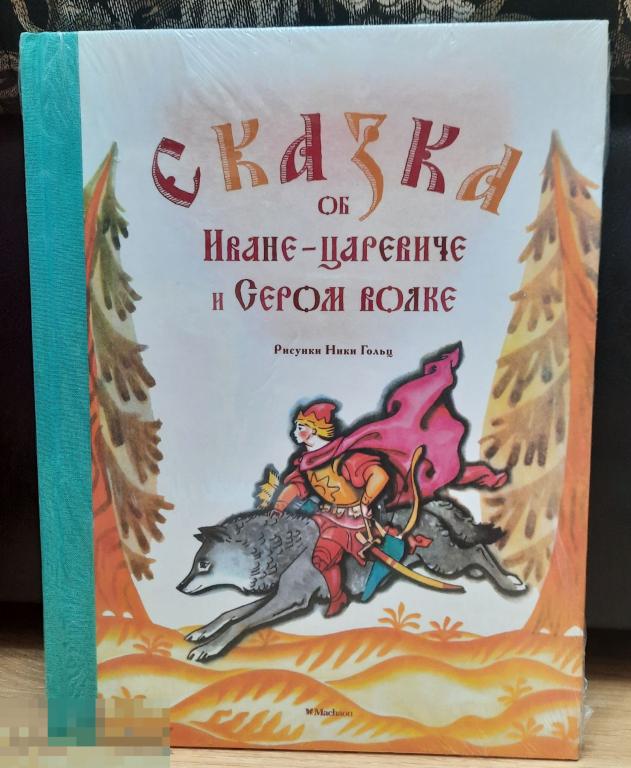 Сказка
об
Иване-царевиче
и Сером волке
Рисунки Ники Гольц
Machaon